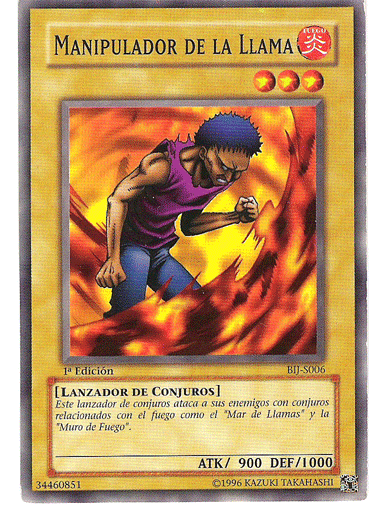 Manipulador de la Llama
FUEGO
炎
1ª Edición
BIJ-S006
[Lanzador de Conjuros]
Este lanzador de conjuros ataca a sus enemigos con conjuros
relacionados con el fuego como el "Mar de Llamas" y la
"Muro de Fuego".
ATK/ 900 DEF/1000
34460851
©1996 KAZUKI TAKAHASHI